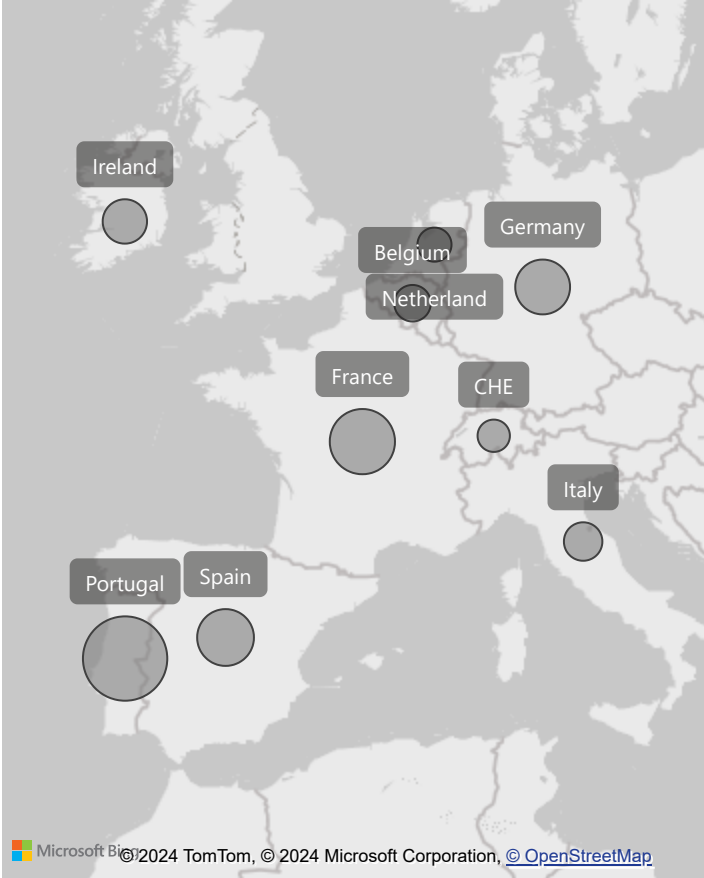 Ireland
Germany
Belgium
Netherland
France
CHE
Italy
Portugal
Spain
Microsoft Bing
© 2024 TomTom, © 2024 Microsoft Corporation, © OpenStreetMap